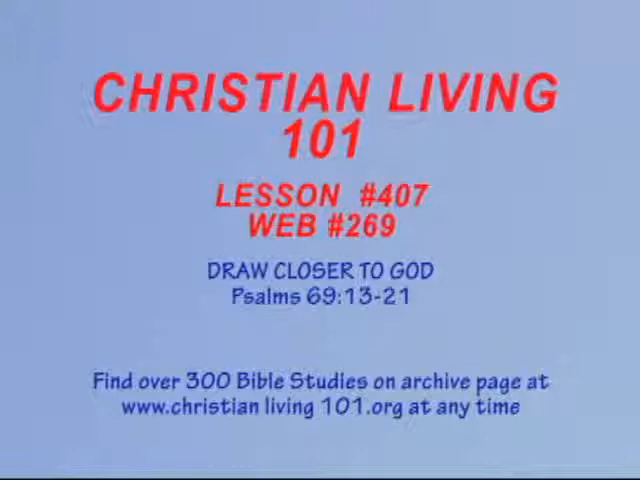 CHRISTIAN LIVING
101
LESSON #407
WEB #269
DRAW CLOSER TO GOD
Psalms 69:13-21
Find over 300 Bible Studies on archive page at
www.christian living 101.org at any time